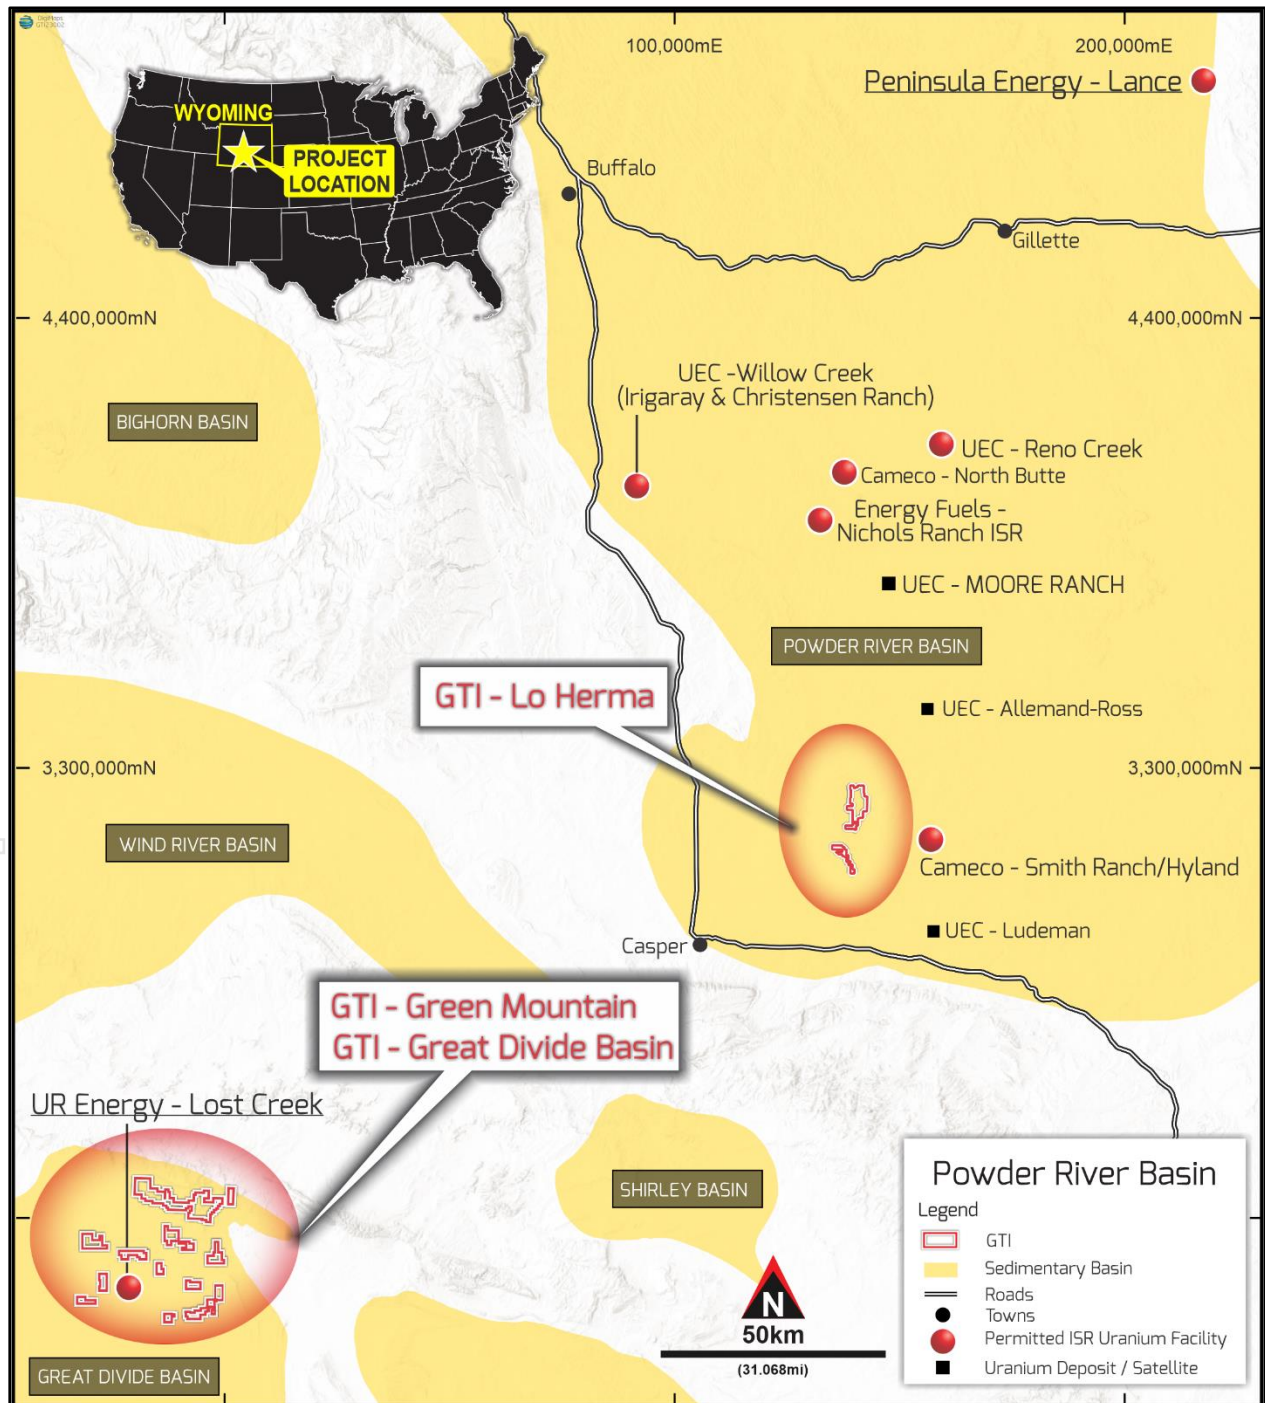 DigiMaps
GTI23002
100,000mE
200,000mE
Peninsula Energy - Lance
WYOMING
PROJECT
LOCATION
Buffalo
Gillette
4,400,000mN
4,400,000mN
UEC -Willow Creek
(Irigaray & Christensen Ranch)
BIGHORN BASIN
UEC - Reno Creek
Cameco - North Butte
Energy Fuels -
Nichols Ranch ISR
UEC - MOORE RANCH
POWDER RIVER BASIN
GTI - Lo Herma
UEC - Allemand-Ross
3,300,000mN
3,300,000mN
WIND RIVER BASIN
Cameco - Smith Ranch/Hyland
UEC - Ludeman
Casper
GTI - Green Mountain
GTI - Great Divide Basin
UR Energy - Lost Creek
SHIRLEY BASIN
GREAT DIVIDE BASIN
N
50km
(31.068mi)
Powder River Basin
Legend
GTI
Sedimentary Basin
Roads
Towns
Permitted ISR Uranium Facility
Uranium Deposit / Satellite